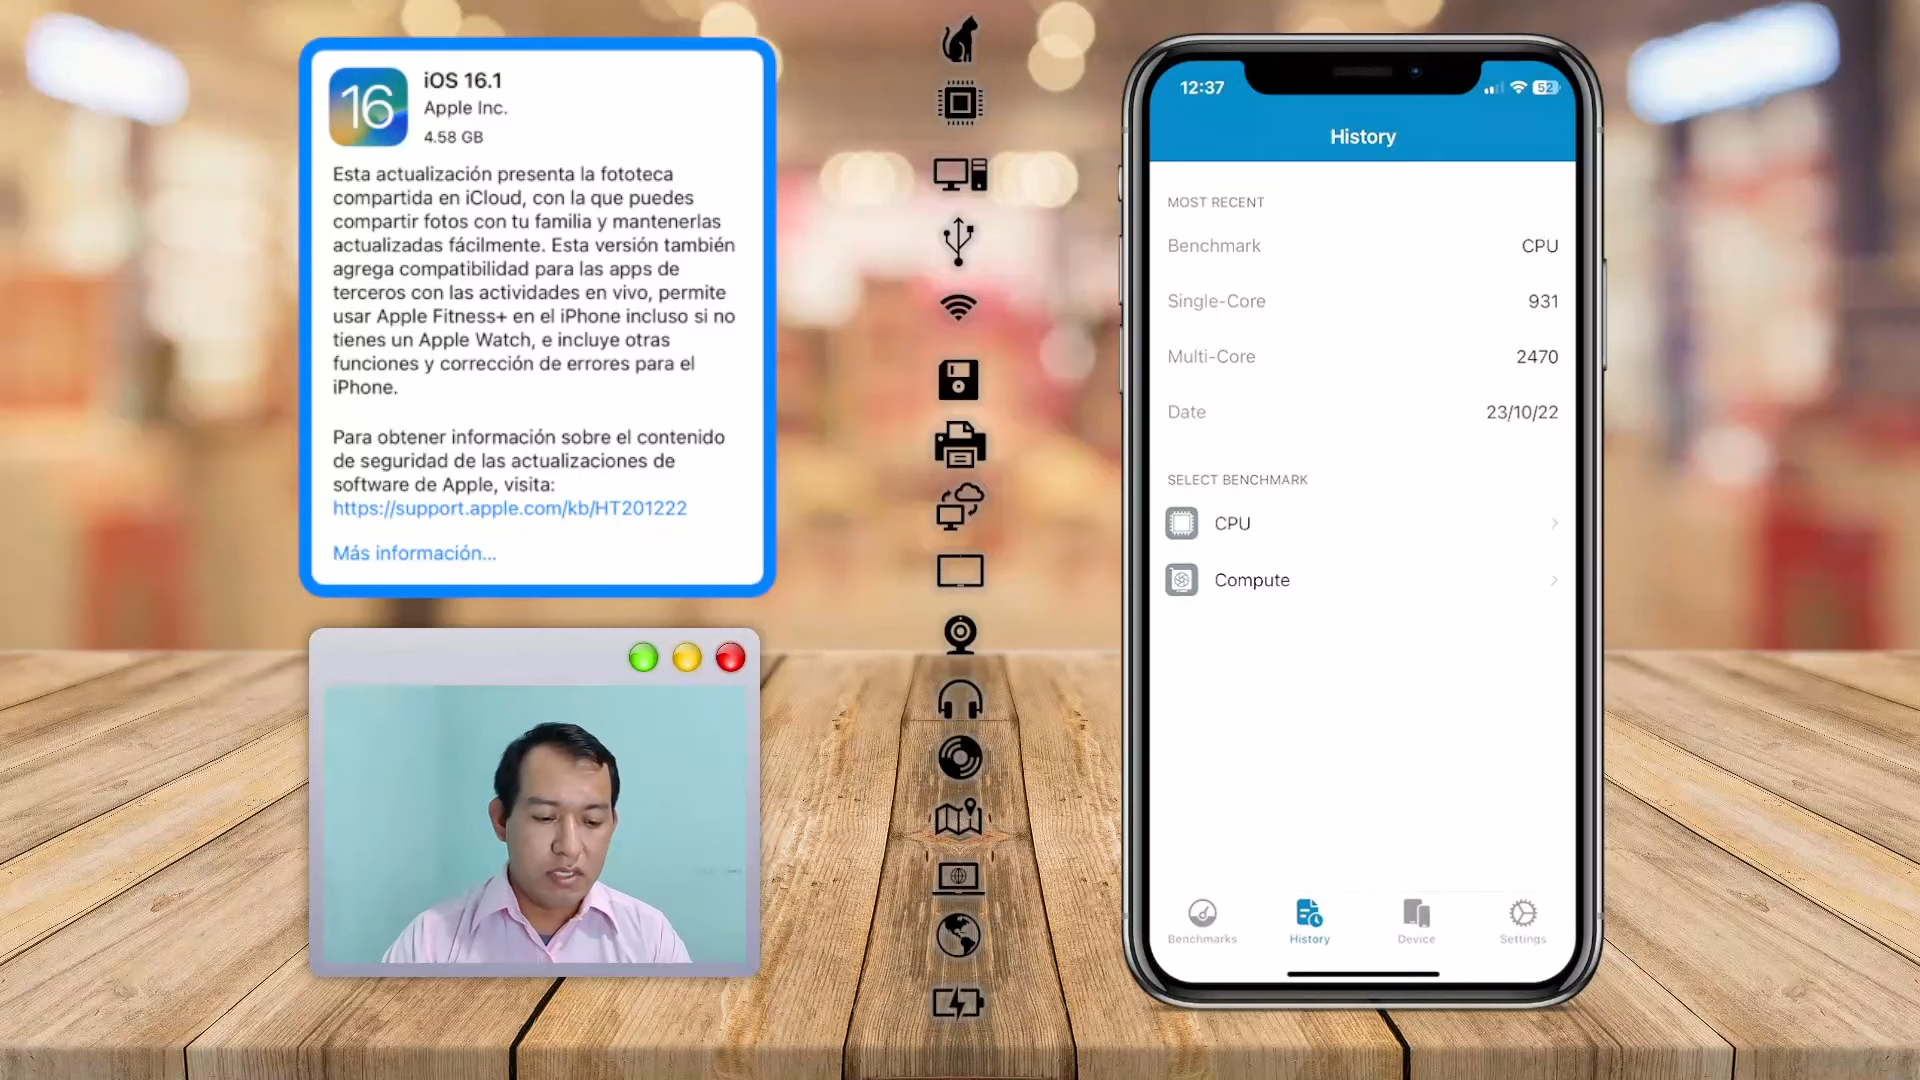 16
iOS 16.1
Apple Inc.
4.58 GB
Esta actualización presenta la fototeca
compartida en iCloud, con la que puedes
compartir fotos con tu familia y mantenerlas
actualizadas fácilmente. Esta versión también
agrega compatibilidad para las apps de
terceros con las actividades en vivo, permite
usar Apple Fitness+ en el iPhone incluso si no
tienes un Apple Watch, e incluye otras
funciones y corrección de errores para el
iPhone.
Para obtener información sobre el contenido
de seguridad de las actualizaciones de
software de Apple, visita:
https://support.apple.com/kb/HT201222
Más información...
12:37
52
History
MOST RECENT
Benchmark CPU
Single-Core 931
Multi-Core 2470
Date 23/10/22
SELECT BENCHMARK
CPU
Compute
Benchmarks
History
Device
Settings